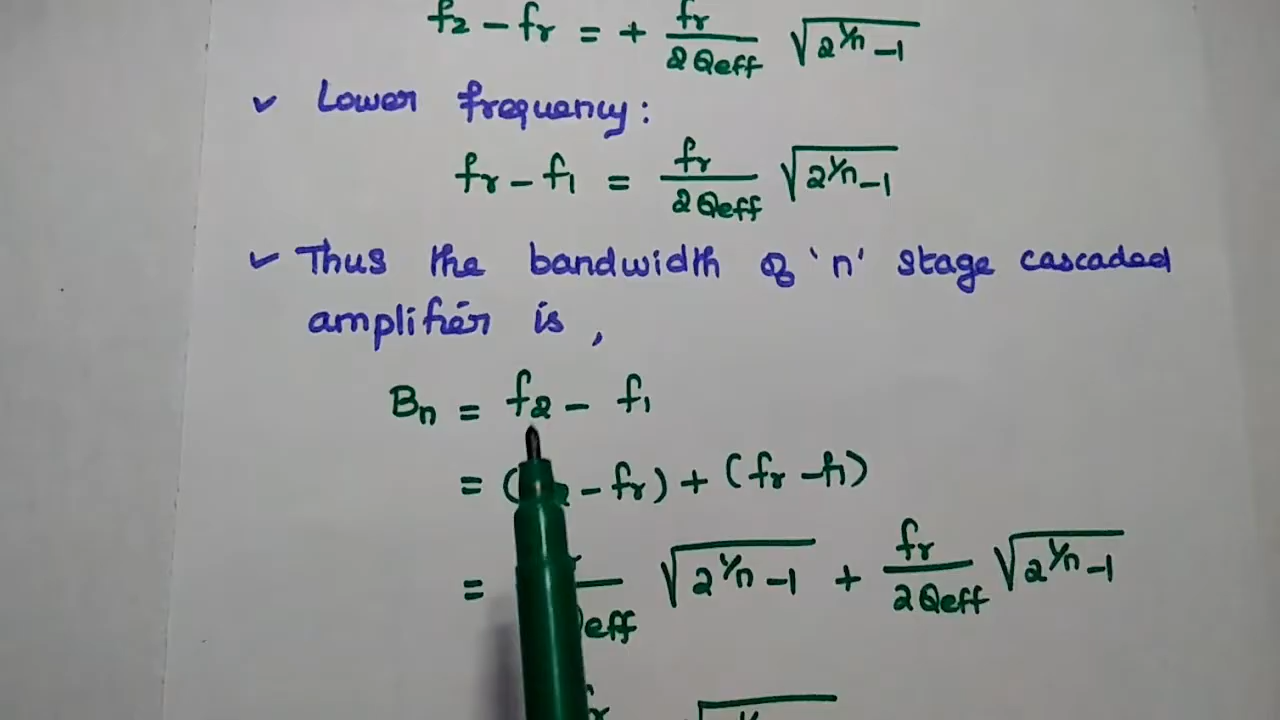 f₂ - fr = + fr/2Qeff √(2^(1/n) - 1)
✓ Lower frequency:
fr - f₁ = fr/2Qeff √(2^(1/n) - 1)
✓ Thus the bandwidth of 'n' stage cascaded
amplifier is,
Bn = f₂ - f₁
= ( - fr) + (fr - f₁)
= eff √(2^(1/n) - 1) + fr/2Qeff √(2^(1/n) - 1)